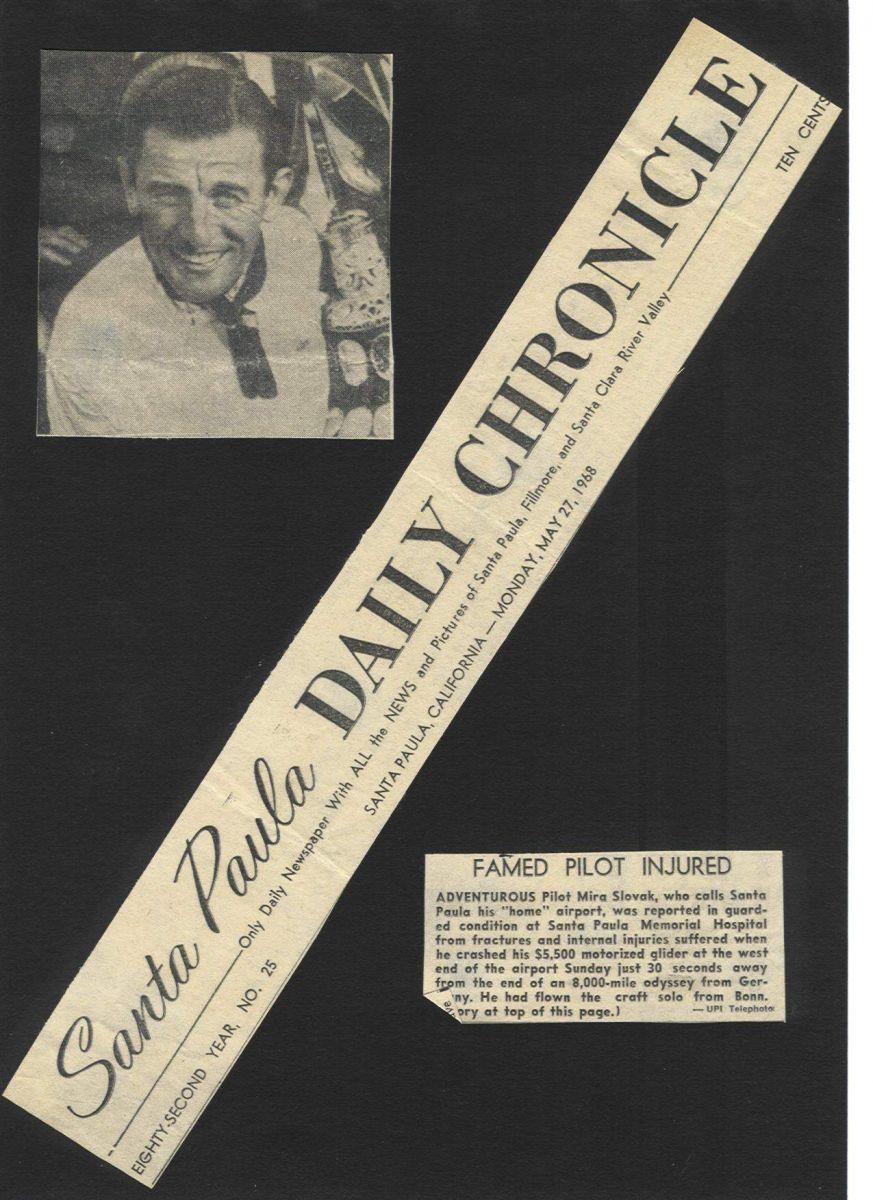 Santa Paula DAILY CHRONICLE
Only Daily Newspaper With ALL the NEWS and Pictures of Santa Paula, Fillmore, and Santa Clara River Valley
EIGHTY-SECOND YEAR, NO. 25
SANTA PAULA, CALIFORNIA — MONDAY, MAY 27, 1968
TEN CENTS
FAMED PILOT INJURED
ADVENTUROUS Pilot Mira Slovak, who calls Santa
Paula his "home" airport, was reported in guard-
ed condition at Santa Paula Memorial Hospital
from fractures and internal injuries suffered when
he crashed his $5,500 motorized glider at the west
end of the airport Sunday just 30 seconds away
from the end of an 8,000-mile odyssey from Ger-
ny. He had flown the craft solo from Bonn.
ory at top of this page.)
— UPI Telephoto